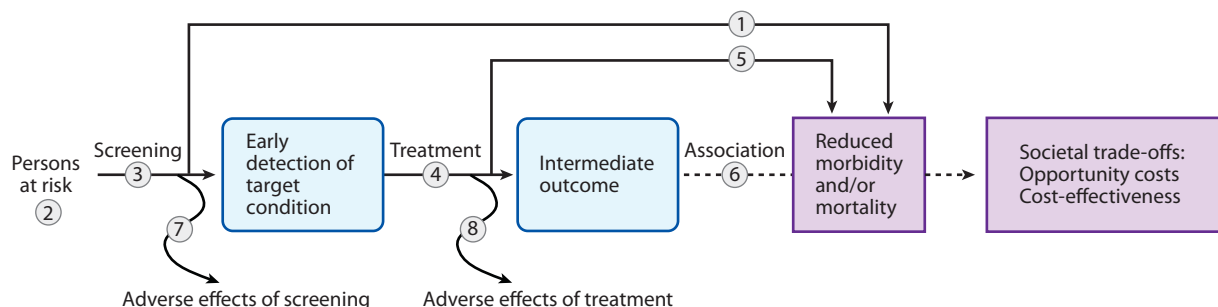 1
5
Persons
at risk
2
Screening
3
Early
detection of
target
condition
Treatment
4
Intermediate
outcome
Association
6
Reduced
morbidity
and/or
mortality
Societal trade-offs:
Opportunity costs
Cost-effectiveness
7
8
Adverse effects of screening
Adverse effects of treatment